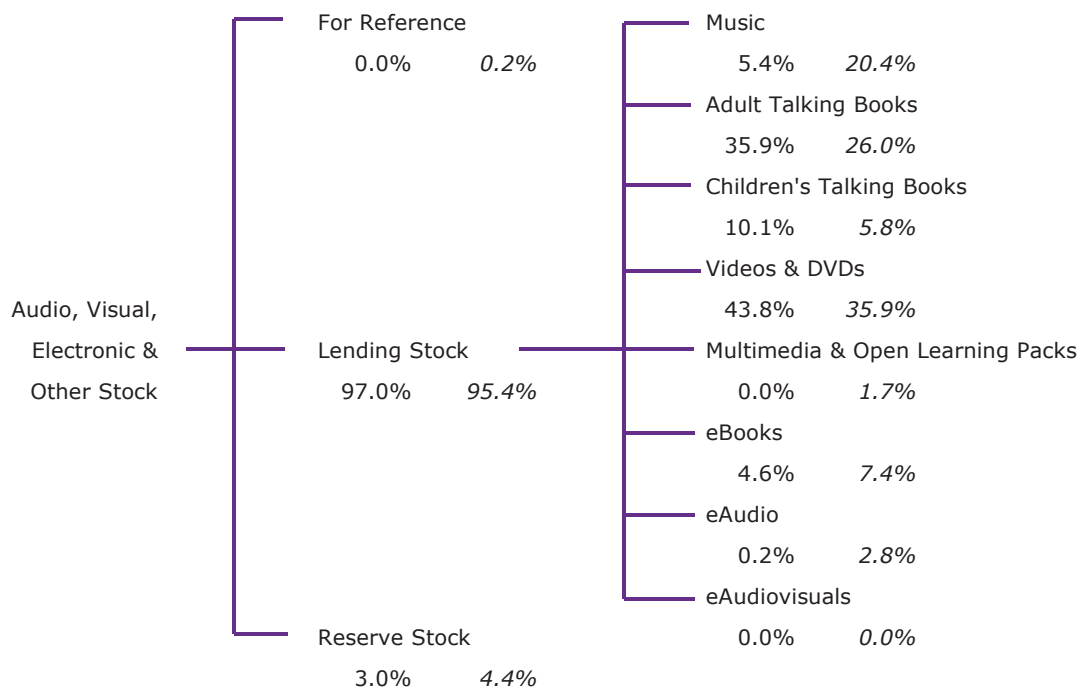 Audio, Visual,
Electronic &
Other Stock
For Reference
0.0% 0.2%
Lending Stock
97.0% 95.4%
Reserve Stock
3.0% 4.4%
Music
5.4% 20.4%
Adult Talking Books
35.9% 26.0%
Children's Talking Books
10.1% 5.8%
Videos & DVDs
43.8% 35.9%
Multimedia & Open Learning Packs
0.0% 1.7%
eBooks
4.6% 7.4%
eAudio
0.2% 2.8%
eAudiovisuals
0.0% 0.0%